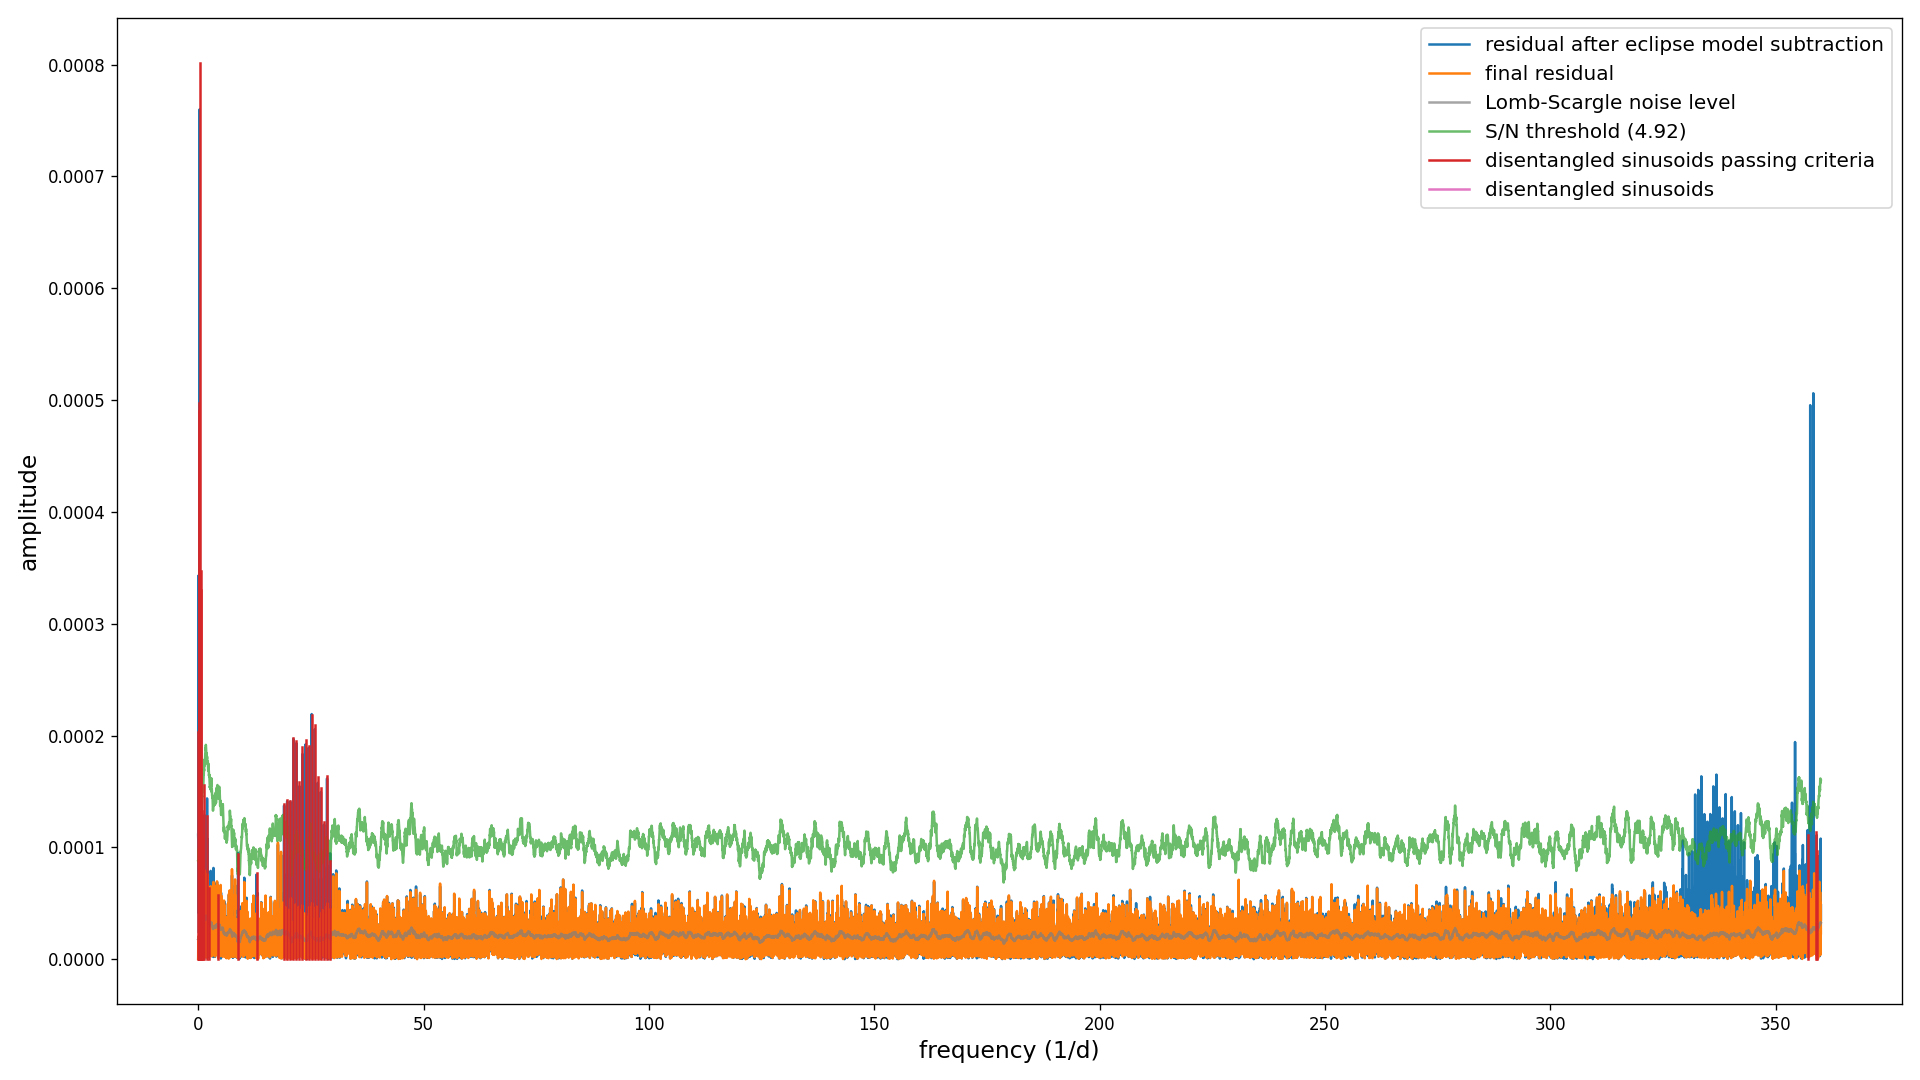 residual after eclipse model subtraction
final residual
Lomb-Scargle noise level
S/N threshold (4.92)
disentangled sinusoids passing criteria
disentangled sinusoids
0.0008
0.0007
0.0006
0.0005
0.0004
0.0003
0.0002
0.0001
0.0000
amplitude
0 50 100 150 200 250 300 350
frequency (1/d)